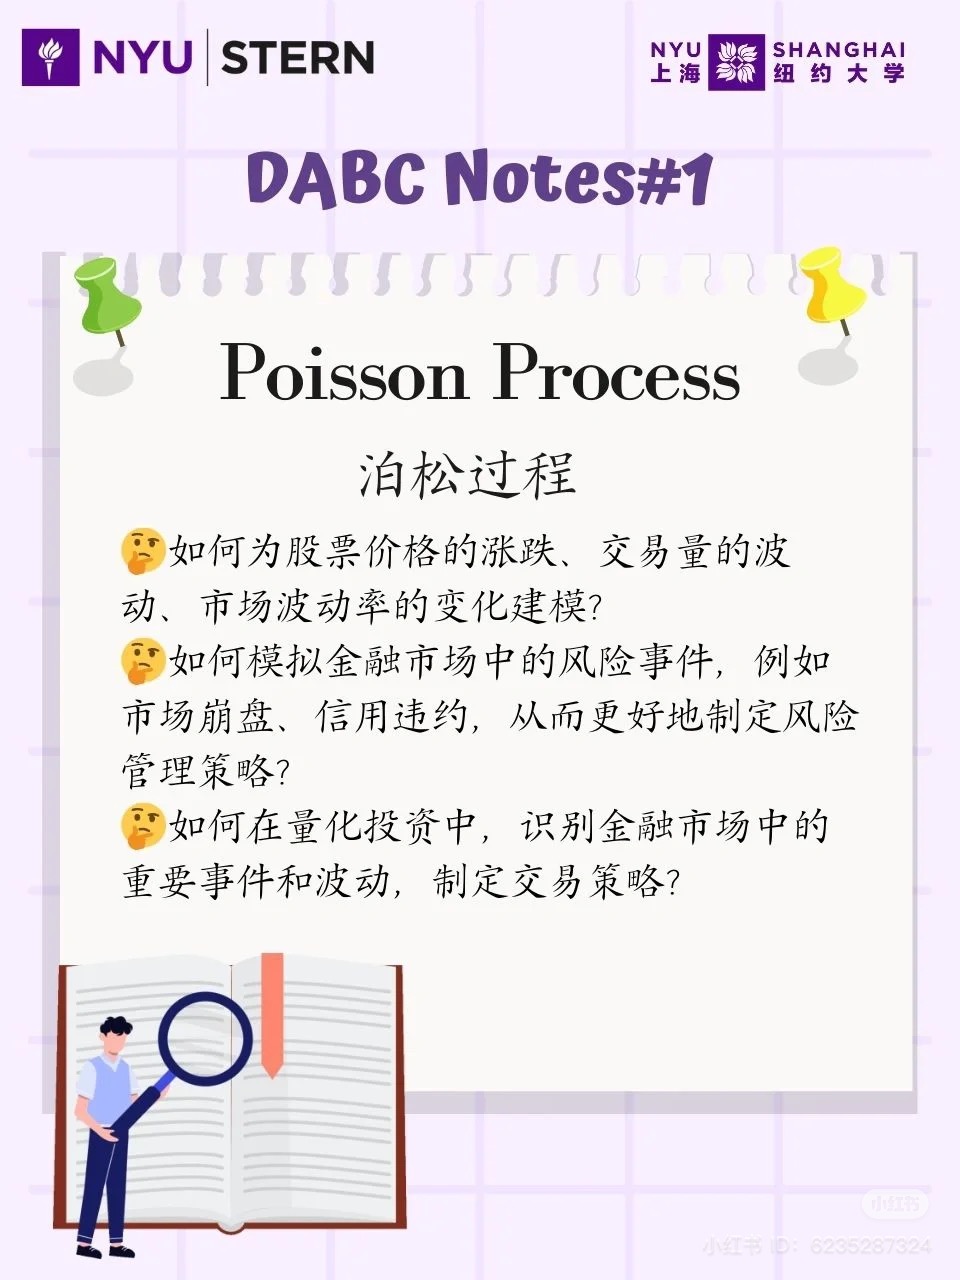 NYU STERN
NYU SHANGHAI
上海 纽约大学
DABC Notes#1
Poisson Process
泊松过程
🤔如何为股票价格的涨跌、交易量的波
动、市场波动率的变化建模?
🤔如何模拟金融市场中的风险事件，例如
市场崩盘、信用违约，从而更好地制定风险
管理策略?
🤔如何在量化投资中，识别金融市场中的
重要事件和波动，制定交易策略?
小红书
小红书 ID: 6235287324